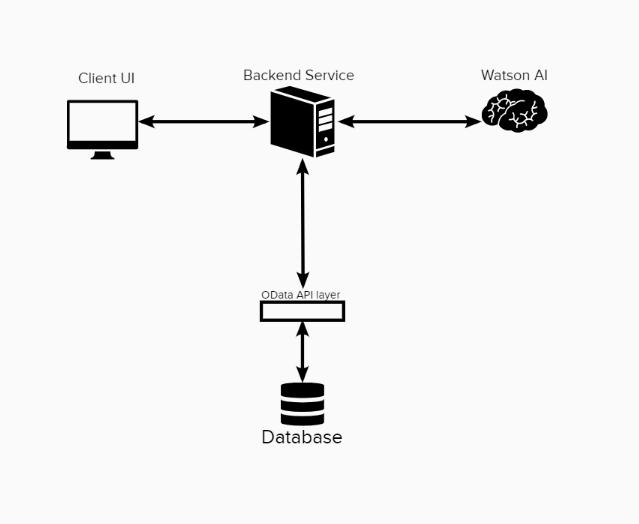 Client UI
Backend Service
Watson AI
OData API layer
Database